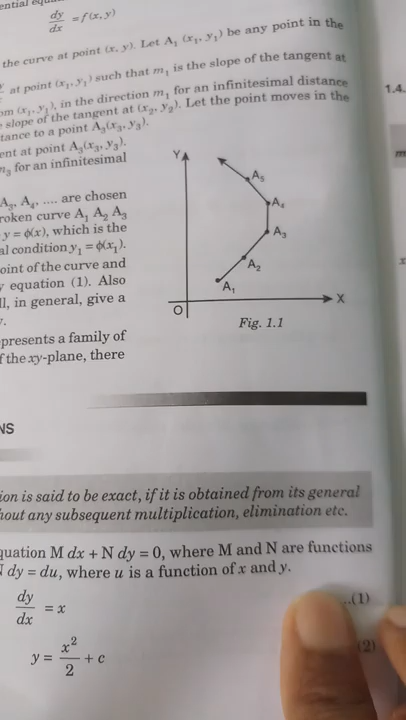 ential equ
dy/dx = f(x, y)
the curve at point (x, y). Let A₁ (x₁, y₁) be any point in the
at point (x₁, y₁) such that m₁ is the slope of the tangent at
om (x₁, y₁), in the direction m₁ for an infinitesimal distance
slope of the tangent at (x₂, y₂). Let the point moves in the
tance to a point A₃(x₃, y₃).
ent at point A₃(x₃, y₃).
m₃ for an infinitesimal
A₃, A₄, .... are chosen
roken curve A₁ A₂ A₃
y = ϕ(x), which is the
al condition y₁ = ϕ(x₁).
oint of the curve and
y equation (1). Also
ll, in general, give a
y.
presents a family of
f the xy-plane, there
Y
A₅
A₄
A₃
A₂
A₁
O
X
Fig. 1.1
1.4.
m
x
NS
ion is said to be exact, if it is obtained from its general
hout any subsequent multiplication, elimination etc.
quation M dx + N dy = 0, where M and N are functions
N dy = du, where u is a function of x and y.
dy/dx = x ..(1)
y = x²/2 + c (2)